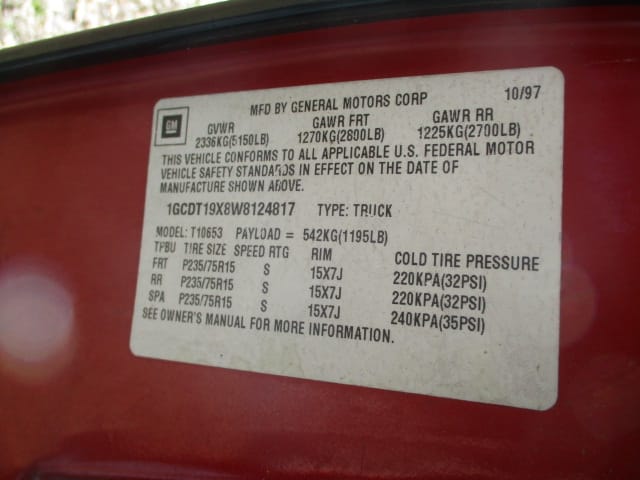 MFD BY GENERAL MOTORS CORP 10/97
GM
GVWR GAWR FRT GAWR RR
2336KG(5150LB) 1270KG(2800LB) 1225KG(2700LB)
THIS VEHICLE CONFORMS TO ALL APPLICABLE U.S. FEDERAL MOTOR
VEHICLE SAFETY STANDARDS IN EFFECT ON THE DATE OF
MANUFACTURE SHOWN ABOVE.
1GCDT19X8W8124817 TYPE: TRUCK
MODEL: T10653 PAYLOAD = 542KG(1195LB)
TPBU TIRE SIZE SPEED RTG RIM COLD TIRE PRESSURE
FRT P235/75R15 S 15X7J 220KPA(32PSI)
RR P235/75R15 S 15X7J 220KPA(32PSI)
SPA P235/75R15 S 15X7J 240KPA(35PSI)
SEE OWNER'S MANUAL FOR MORE INFORMATION.